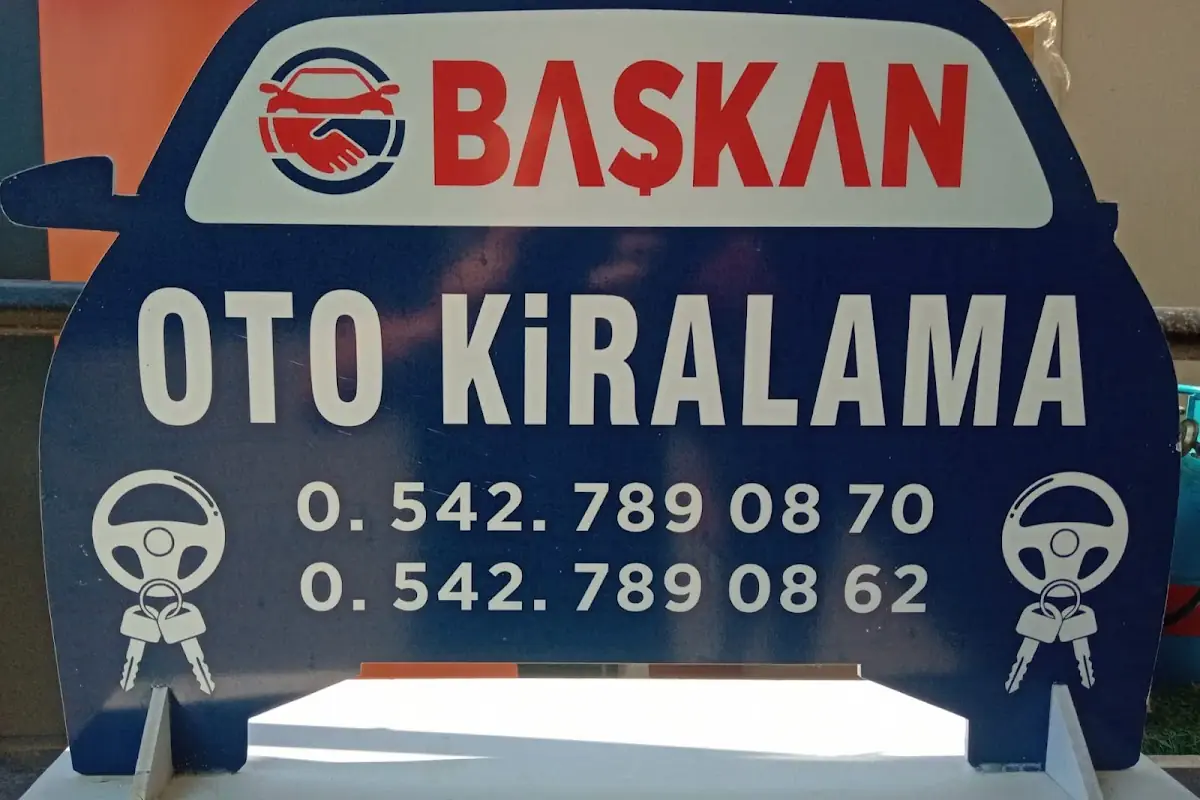 BAŞKAN
OTO KiRALAMA
0. 542. 789 08 70
0. 542. 789 08 62